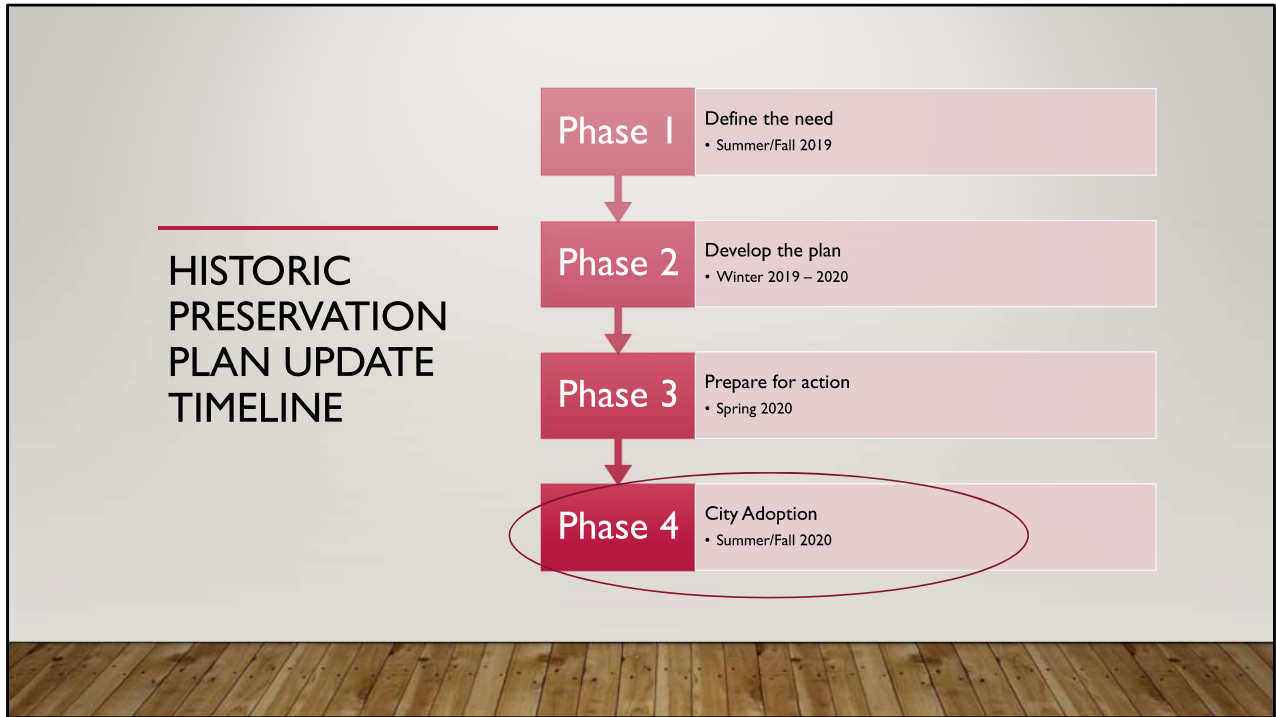 HISTORIC
PRESERVATION
PLAN UPDATE
TIMELINE
Phase 1
Define the need
• Summer/Fall 2019
Phase 2
Develop the plan
• Winter 2019 – 2020
Phase 3
Prepare for action
• Spring 2020
Phase 4
City Adoption
• Summer/Fall 2020